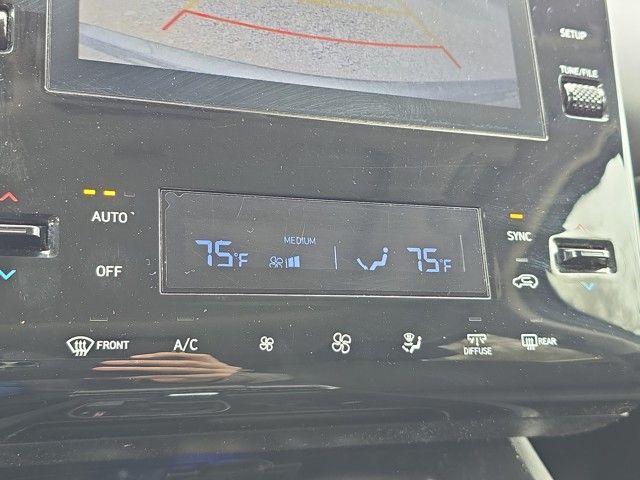 SETUP
TUNE/FILE
AUTO
OFF
MEDIUM
75°F
75°F
SYNC
FRONT
A/C
DIFFUSE
REAR